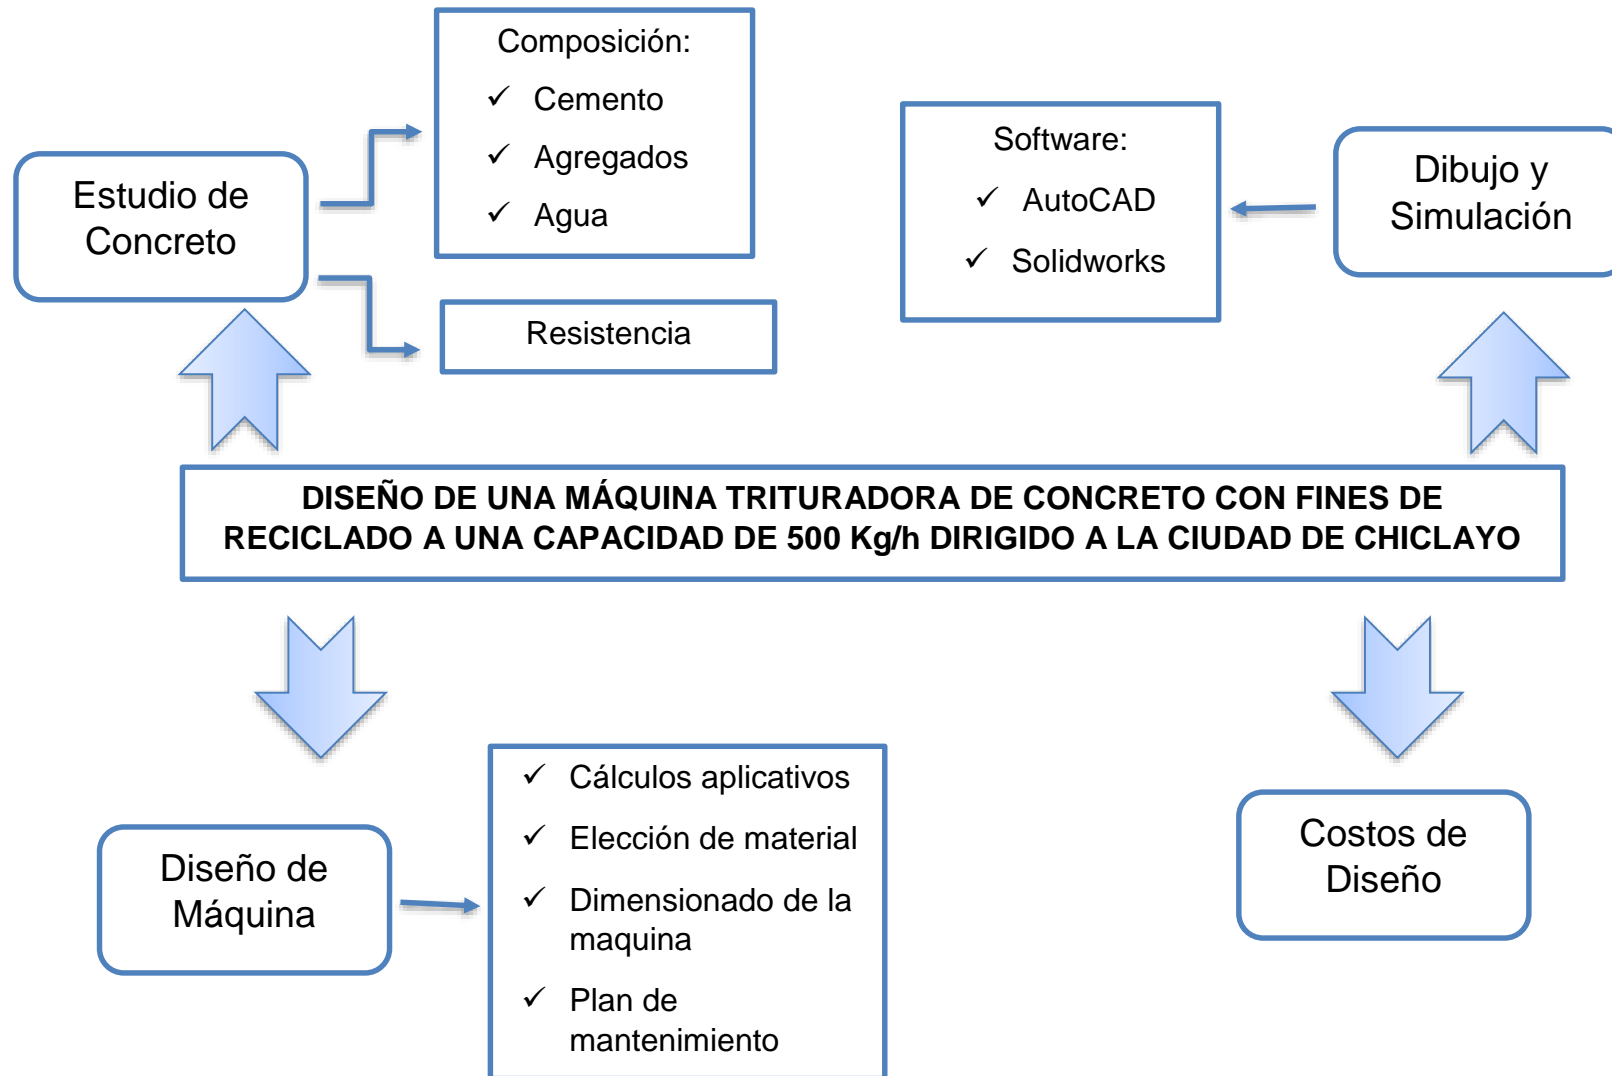 Estudio de
Concreto
Composición:
✓ Cemento
✓ Agregados
✓ Agua
Resistencia
Software:
✓ AutoCAD
✓ Solidworks
Dibujo y
Simulación
DISEÑO DE UNA MÁQUINA TRITURADORA DE CONCRETO CON FINES DE
RECICLADO A UNA CAPACIDAD DE 500 Kg/h DIRIGIDO A LA CIUDAD DE CHICLAYO
Diseño de
Máquina
✓ Cálculos aplicativos
✓ Elección de material
✓ Dimensionado de la
maquina
✓ Plan de
mantenimiento
Costos de
Diseño